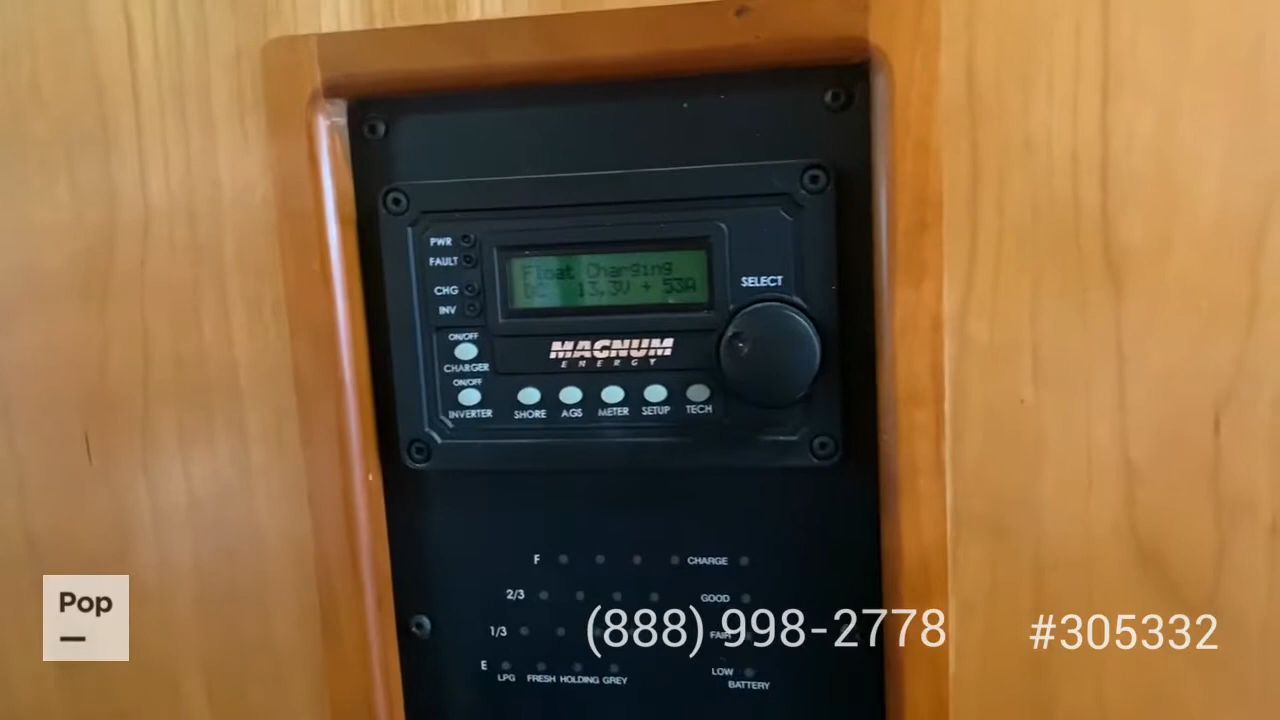 PWR
FAULT
CHG
INV
Float Charging
DC 13.3V + 53A
SELECT
MAGNUM
ENERGY
ON/OFF
CHARGER
ON/OFF
INVERTER
SHORE AGS METER SETUP TECH
F CHARGE
2/3 GOOD
1/3 FAIR
E LOW
LPG FRESH HOLDING GREY BATTERY
Pop
(888) 998-2778 #305332